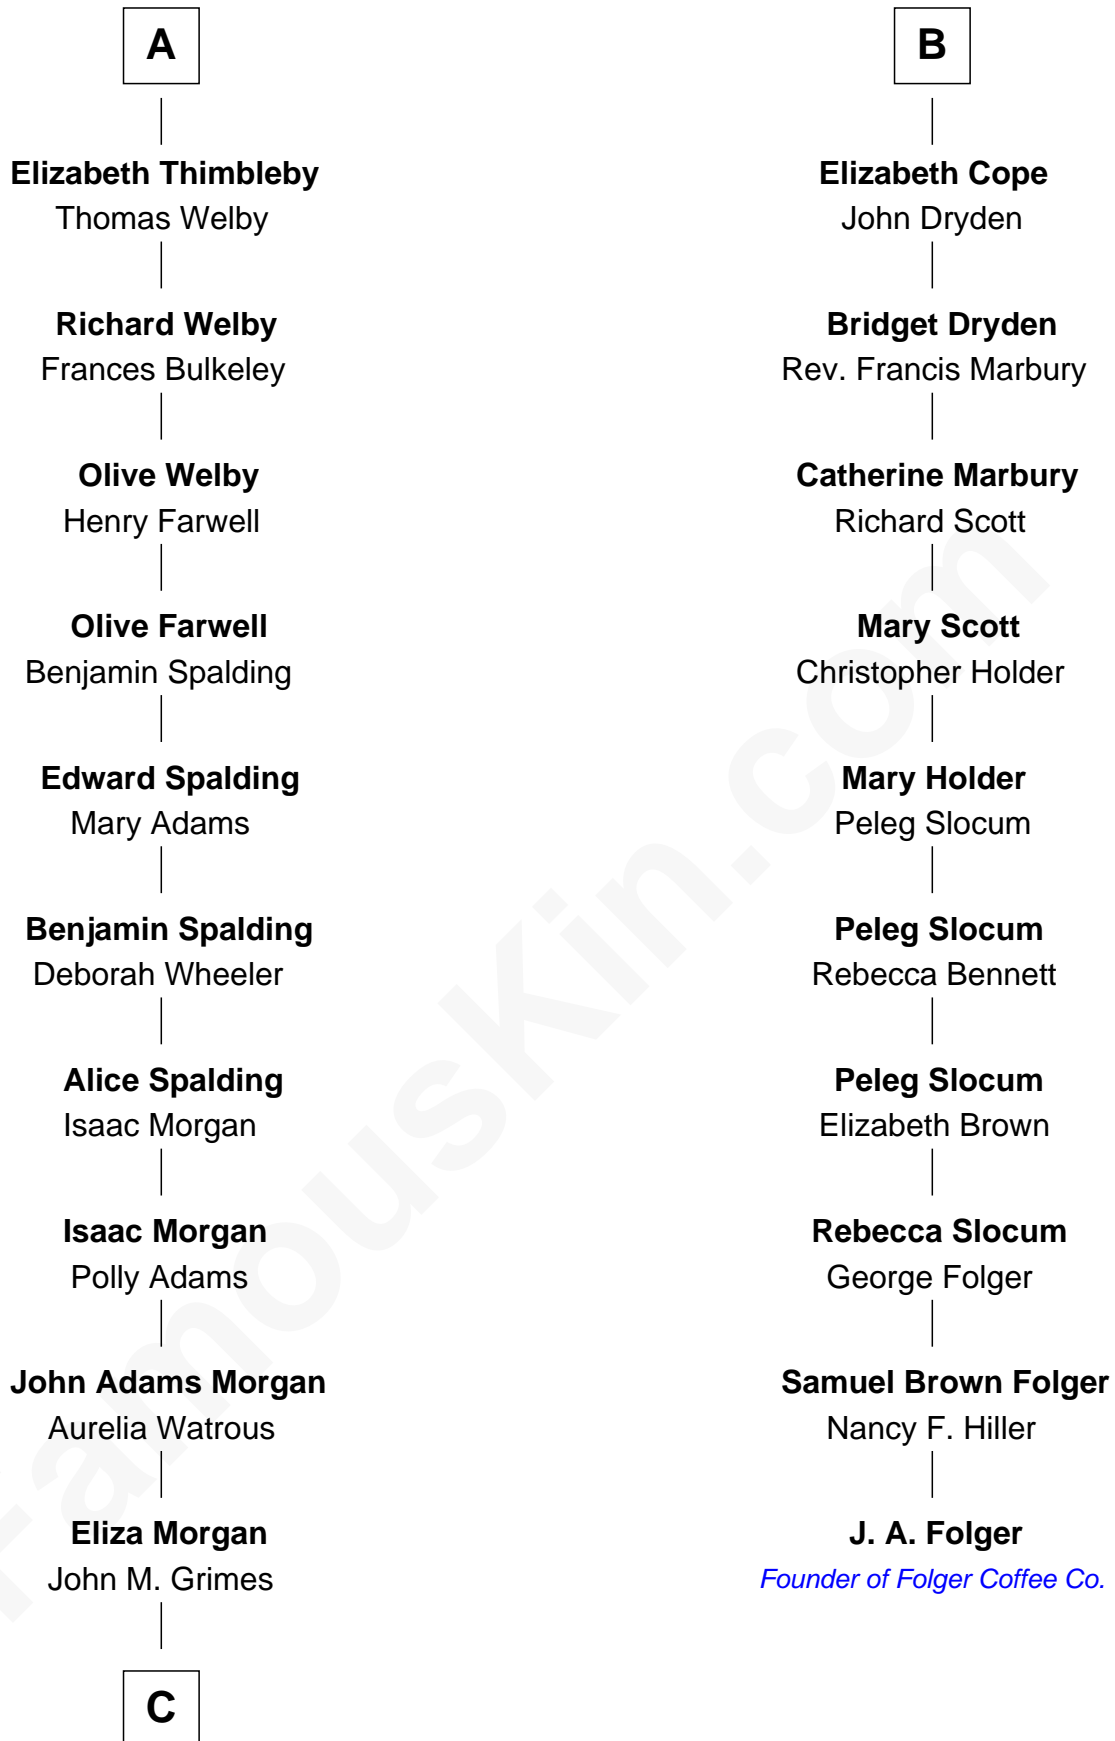 A
Elizabeth Thimbleby
Thomas Welby
Richard Welby
Frances Bulkeley
Olive Welby
Henry Farwell
Olive Farwell
Benjamin Spalding
Edward Spalding
Mary Adams
Benjamin Spalding
Deborah Wheeler
Alice Spalding
Isaac Morgan
Isaac Morgan
Polly Adams
John Adams Morgan
Aurelia Watrous
Eliza Morgan
John M. Grimes
C
B
Elizabeth Cope
John Dryden
Bridget Dryden
Rev. Francis Marbury
Catherine Marbury
Richard Scott
Mary Scott
Christopher Holder
Mary Holder
Peleg Slocum
Peleg Slocum
Rebecca Bennett
Peleg Slocum
Elizabeth Brown
Rebecca Slocum
George Folger
Samuel Brown Folger
Nancy F. Hiller
J. A. Folger
Founder of Folger Coffee Co.
FamousKin.com